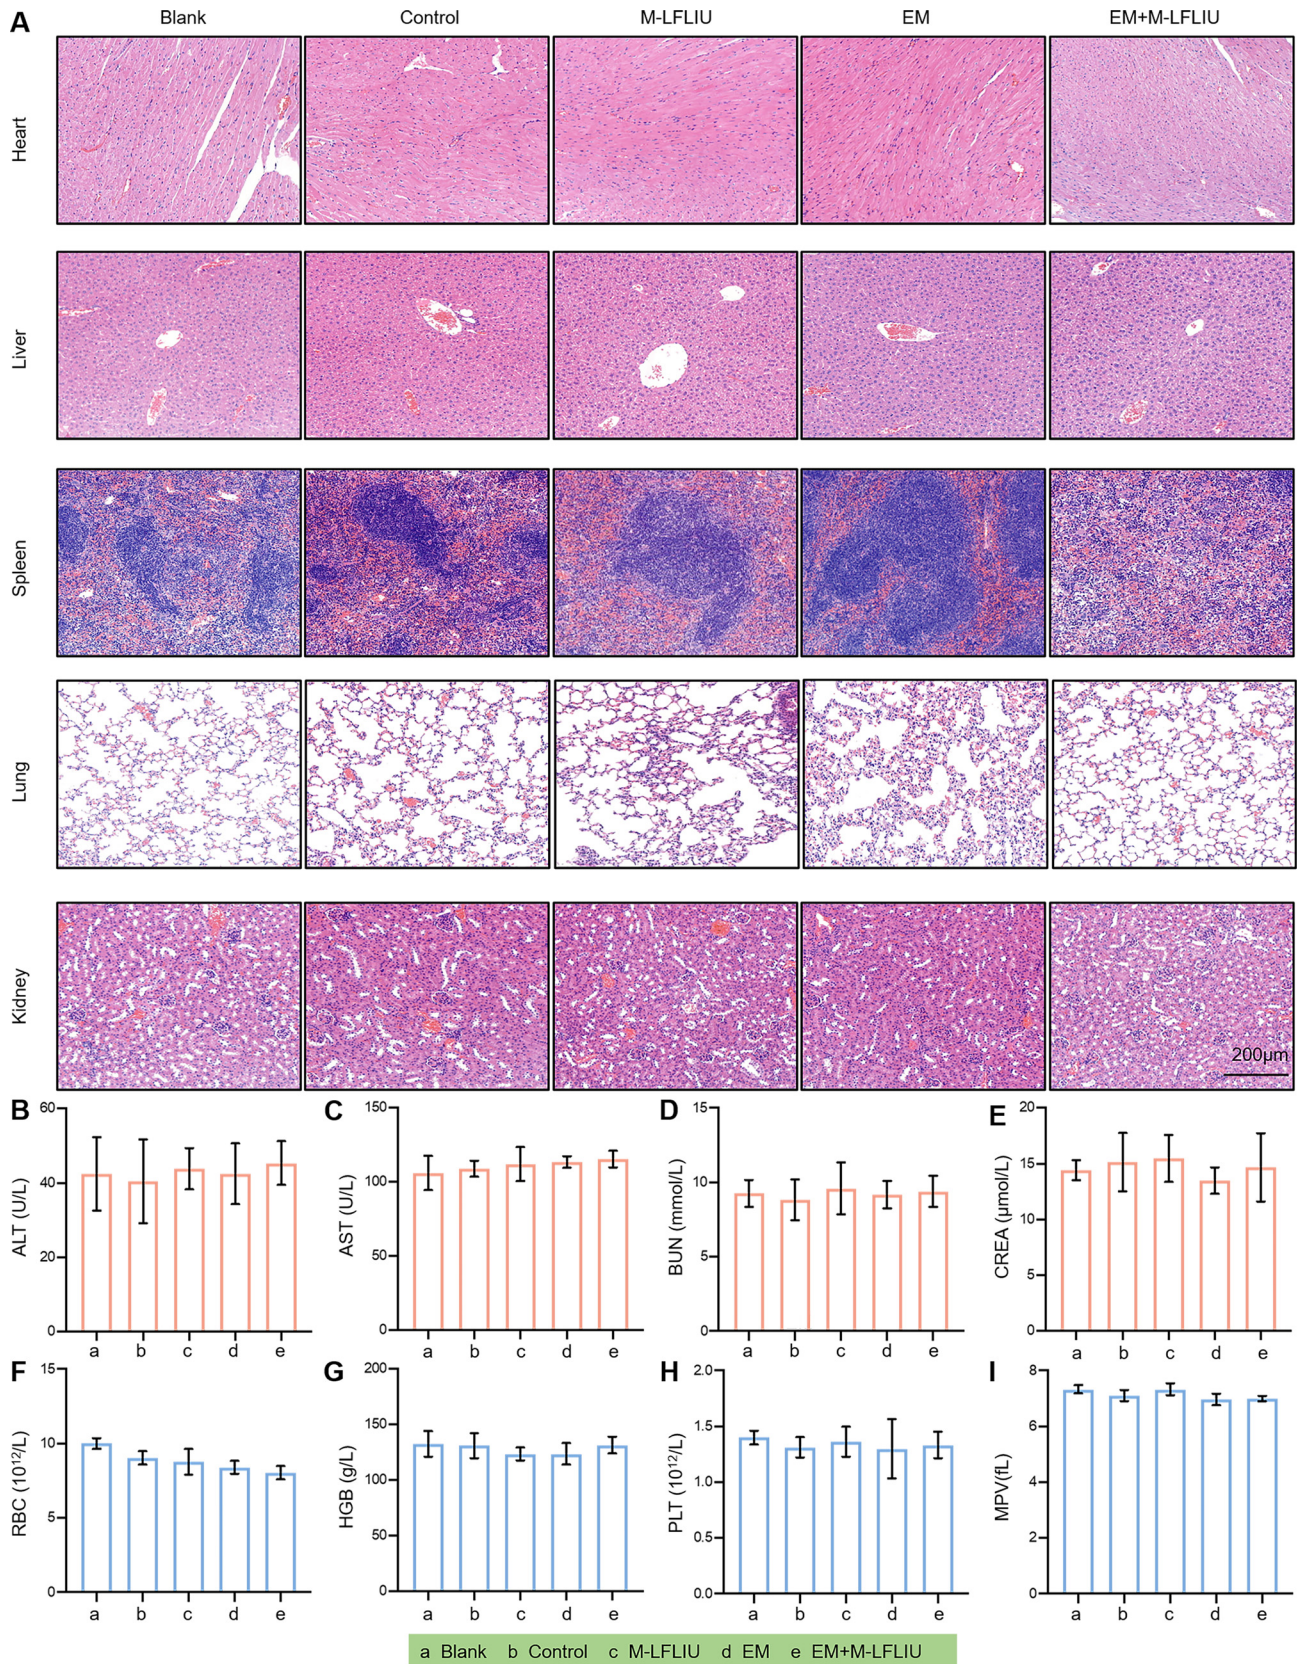 A
Blank Control M-LFLIU EM EM+M-LFLIU
Heart
Liver
Spleen
Lung
Kidney
200μm
B
ALT (U/L)
60
40
20
0
a b c d e
C
AST (U/L)
150
100
50
0
a b c d e
D
BUN (mmol/L)
15
10
5
0
a b c d e
E
CREA (μmol/L)
20
15
10
5
0
a b c d e
F
RBC (10¹²/L)
15
10
5
0
a b c d e
G
HGB (g/L)
200
150
100
50
0
a b c d e
H
PLT (10¹²/L)
2.0
1.5
1.0
0.5
0.0
a b c d e
I
MPV(fL)
8
6
4
2
0
a b c d e
a Blank b Control c M-LFLIU d EM e EM+M-LFLIU